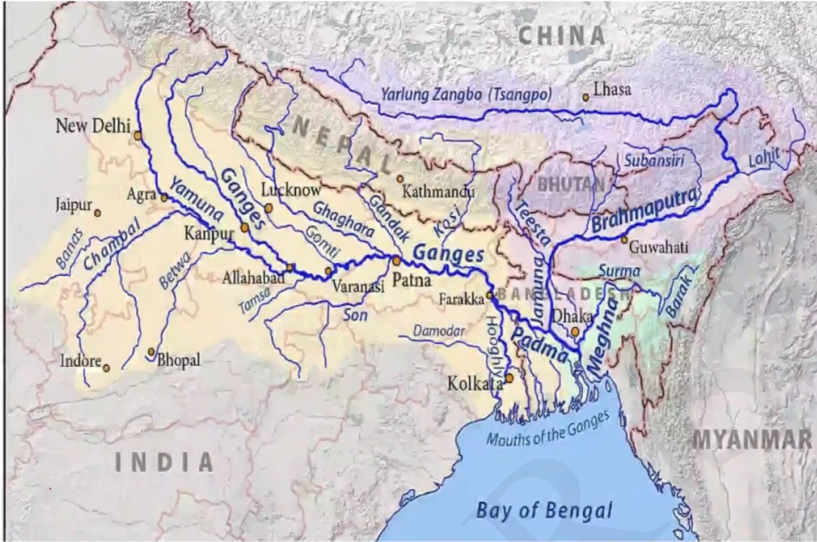 CHINA
Yarlung Zangbo (Tsangpo)
Lhasa
New Delhi
NEPAL
Subansiri
Lohit
BHUTAN
Agra
Yamuna
Ganges
Lucknow
Kathmandu
Brahmaputra
Jaipur
Ghaghara
Gandak
Kosi
Teesta
Banas
Chambal
Kanpur
Gomti
Ganges
Guwahati
Betwa
Allahabad
Varanasi
Patna
Jamuna
Surma
Tamsa
Farakka
BANGLADESH
Barak
Son
Dhaka
Damodar
Hooghly
Padma
Meghna
Indore
Bhopal
Kolkata
Mouths of the Ganges
MYANMAR
INDIA
Bay of Bengal